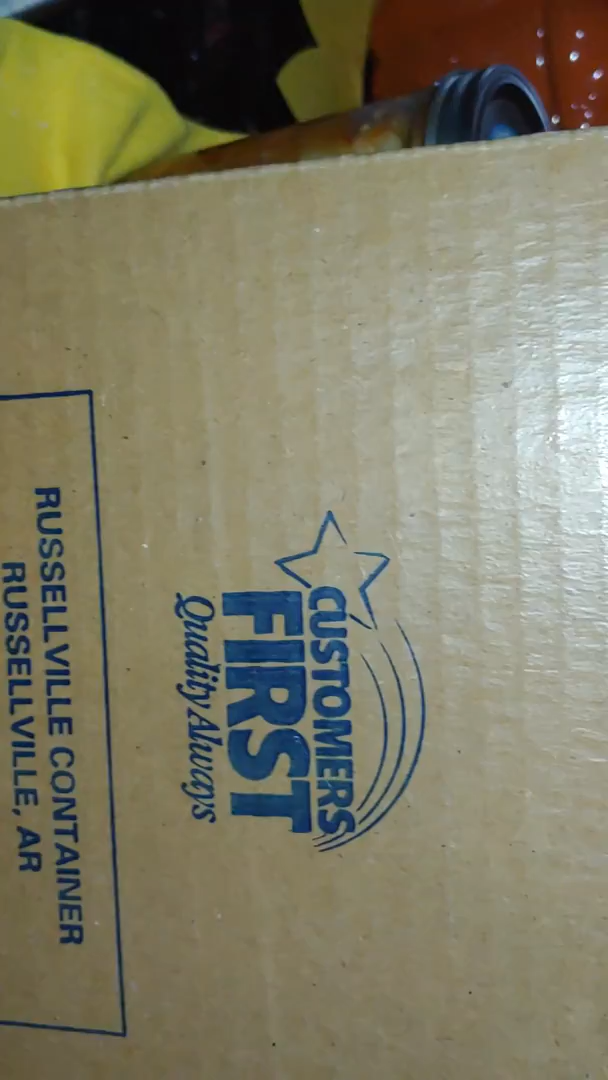 CUSTOMERS
FIRST
Quality Always
RUSSELLVILLE CONTAINER
RUSSELLVILLE, AR